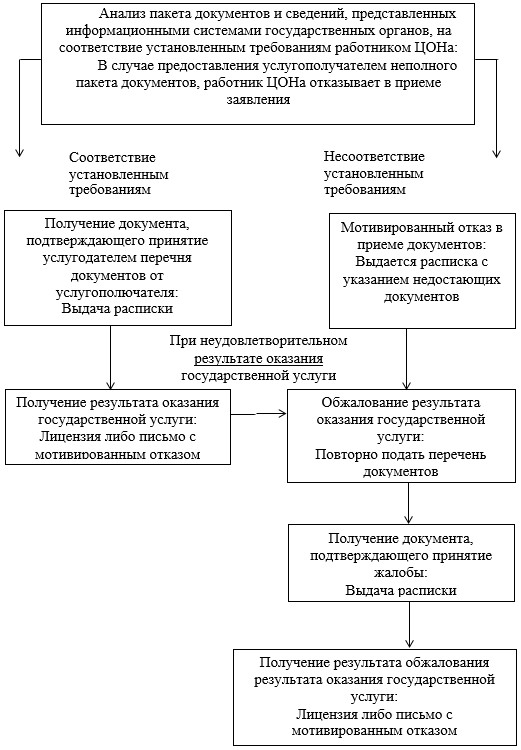 Анализ пакета документов и сведений, представленных
информационными системами государственных органов, на
соответствие установленным требованиям работником ЦОНа:
В случае предоставления услугополучателем неполного
пакета документов, работник ЦОНа отказывает в приеме
заявления
Соответствие
установленным
требованиям
Несоответствие
установленным
требованиям
Получение документа,
подтверждающего принятие
услугодателем перечня
документов от
услугополючателя:
Выдача расписки
Мотивированный отказ в
приеме документов:
Выдается расписка с
указанием недостающих
документов
При неудовлетворительном
результате оказания
государственной услуги
Получение результата оказания
государственной услуги:
Лицензия либо письмо с
мотивированным отказом
Обжалование результата
оказания государственной
услуги:
Повторно подать перечень
документов
Получение документа,
подтверждающего принятие
жалобы:
Выдача расписки
Получение результата обжалования
результата оказания государственной
услуги:
Лицензия либо письмо с
мотивированным отказом